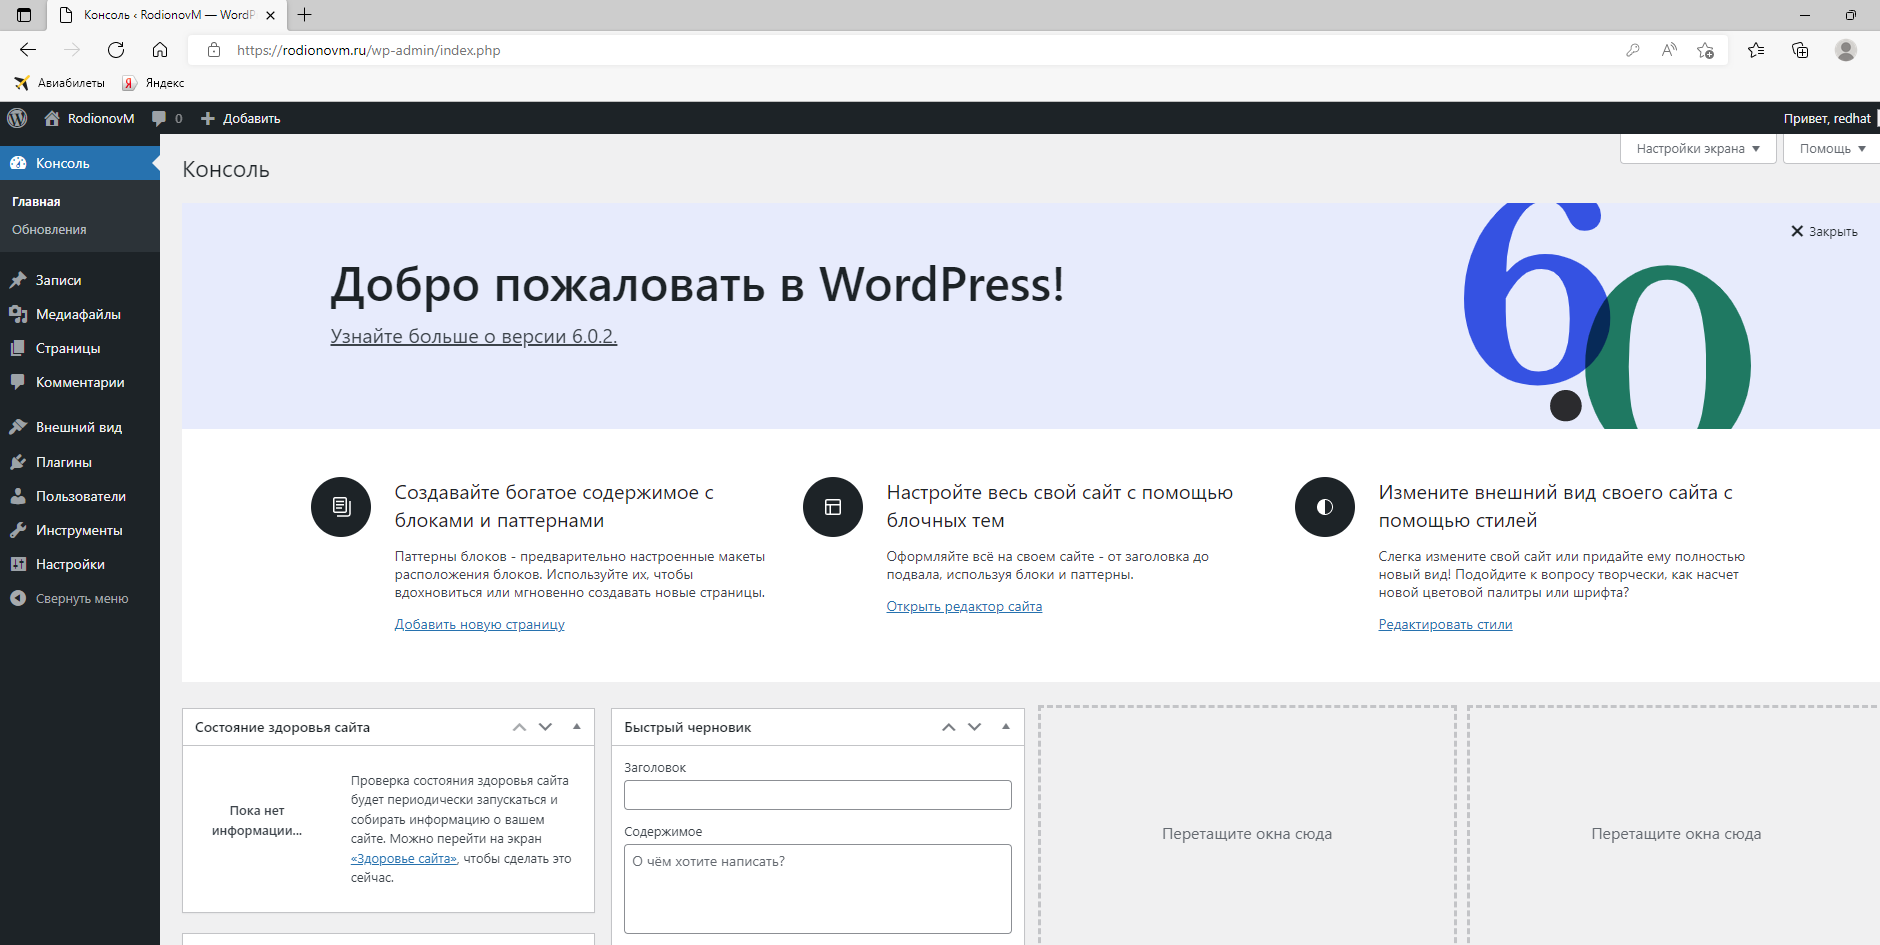 Консоль ‹ RodionovM — WordP
https://rodionovm.ru/wp-admin/index.php
Авиабилеты
Яндекс
RodionovM
0
Добавить
Привет, redhat
Консоль
Главная
Обновления
Записи
Медиафайлы
Страницы
Комментарии
Внешний вид
Плагины
Пользователи
Инструменты
Настройки
Свернуть меню
Настройки экрана
Помощь
Консоль
Закрыть
Добро пожаловать в WordPress!
Узнайте больше о версии 6.0.2.
6.0
Создавайте богатое содержимое с
блоками и паттернами
Паттерны блоков - предварительно настроенные макеты
расположения блоков. Используйте их, чтобы
вдохновиться или мгновенно создавать новые страницы.
Добавить новую страницу
Настройте весь свой сайт с помощью
блочных тем
Оформляйте всё на своем сайте - от заголовка до
подвала, используя блоки и паттерны.
Открыть редактор сайта
Измените внешний вид своего сайта с
помощью стилей
Слегка измените свой сайт или придайте ему полностью
новый вид! Подойдите к вопросу творчески, как насчет
новой цветовой палитры или шрифта?
Редактировать стили
Состояние здоровья сайта
Пока нет
информации...
Проверка состояния здоровья сайта
будет периодически запускаться и
собирать информацию о вашем
сайте. Можно перейти на экран
«Здоровье сайта», чтобы сделать это
сейчас.
Быстрый черновик
Заголовок
Содержимое
О чём хотите написать?
Перетащите окна сюда
Перетащите окна сюда